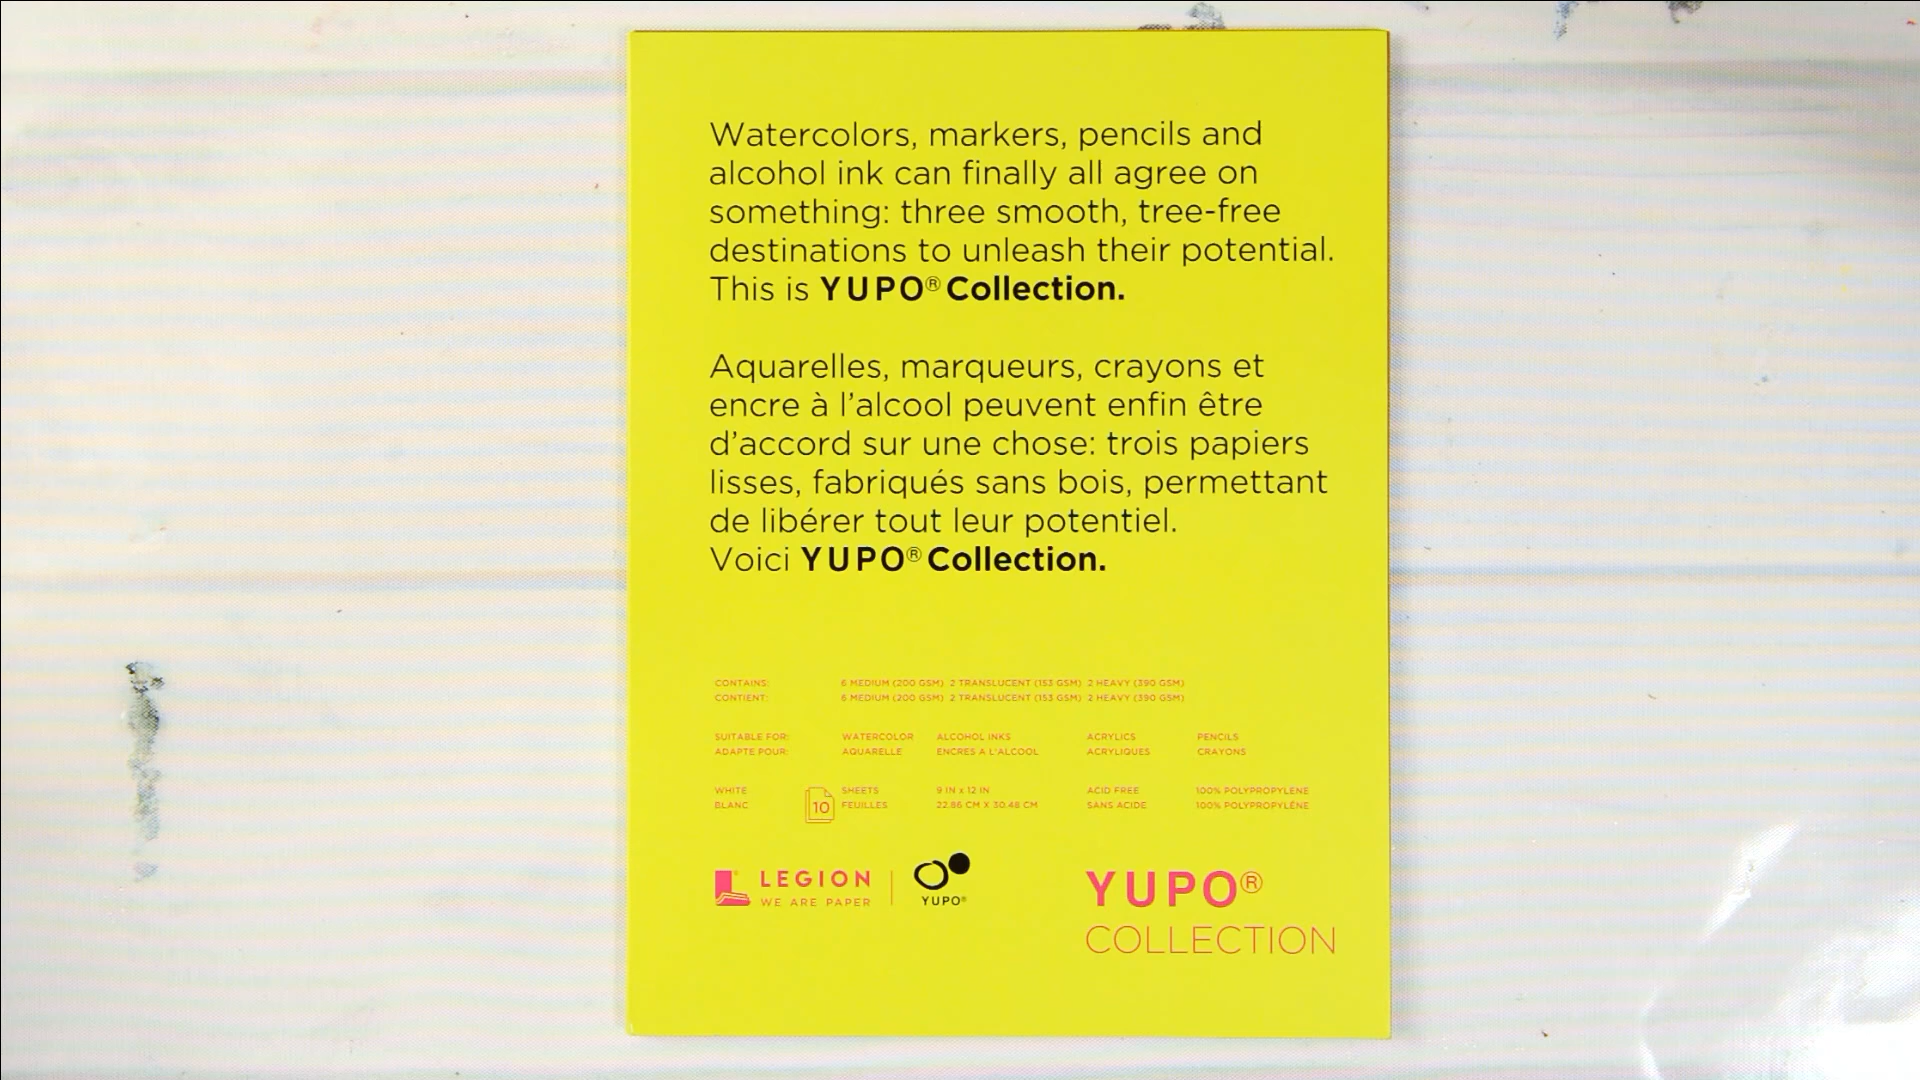 Watercolors, markers, pencils and
alcohol ink can finally all agree on
something: three smooth, tree-free
destinations to unleash their potential.
This is YUPO® Collection.
Aquarelles, marqueurs, crayons et
encre à l'alcool peuvent enfin être
d'accord sur une chose: trois papiers
lisses, fabriqués sans bois, permettant
de libérer tout leur potentiel.
Voici YUPO® Collection.
CONTAINS: 6 MEDIUM (200 GSM) 2 TRANSLUCENT (153 GSM) 2 HEAVY (390 GSM)
CONTIENT: 6 MEDIUM (200 GSM) 2 TRANSLUCENT (153 GSM) 2 HEAVY (390 GSM)
SUITABLE FOR: WATERCOLOR ALCOHOL INKS ACRYLICS PENCILS
ADAPTE POUR: AQUARELLE ENCRES A L'ALCOOL ACRYLIQUES CRAYONS
WHITE 10 SHEETS 9 IN x 12 IN ACID FREE 100% POLYPROPYLENE
BLANC FEUILLES 22.86 CM X 30.48 CM SANS ACIDE 100% POLYPROPYLÈNE
LEGION
WE ARE PAPER
YUPO®
YUPO®
COLLECTION